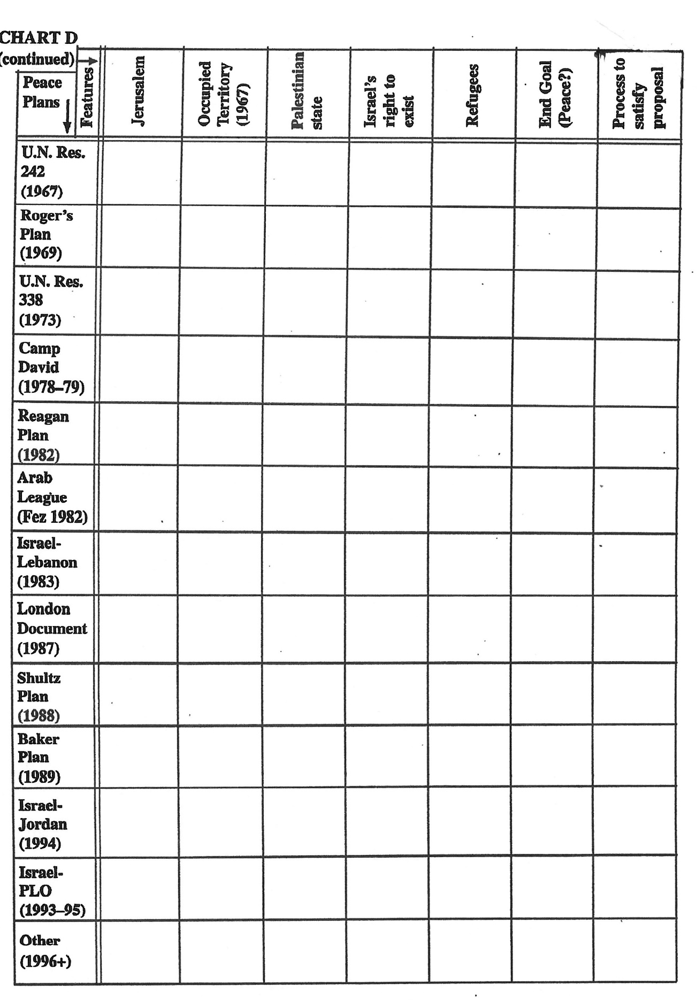 CHART D
(continued)
Peace
Plans
Features
Jerusalem
Occupied
Territory
(1967)
Palestinian
state
Israel's
right to
exist
Refugees
End Goal
(Peace?)
Process to
satisfy
proposal
U.N. Res.
242
(1967)
Roger's
Plan
(1969)
U.N. Res.
338
(1973)
Camp
David
(1978–79)
Reagan
Plan
(1982)
Arab
League
(Fez 1982)
Israel-
Lebanon
(1983)
London
Document
(1987)
Shultz
Plan
(1988)
Baker
Plan
(1989)
Israel-
Jordan
(1994)
Israel-
PLO
(1993–95)
Other
(1996+)